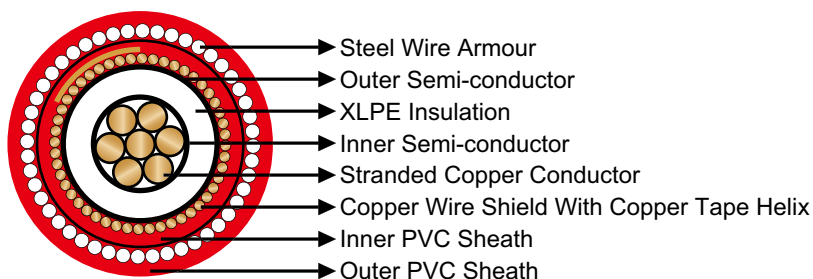 Steel Wire Armour
Outer Semi-conductor
XLPE Insulation
Inner Semi-conductor
Stranded Copper Conductor
Copper Wire Shield With Copper Tape Helix
Inner PVC Sheath
Outer PVC Sheath